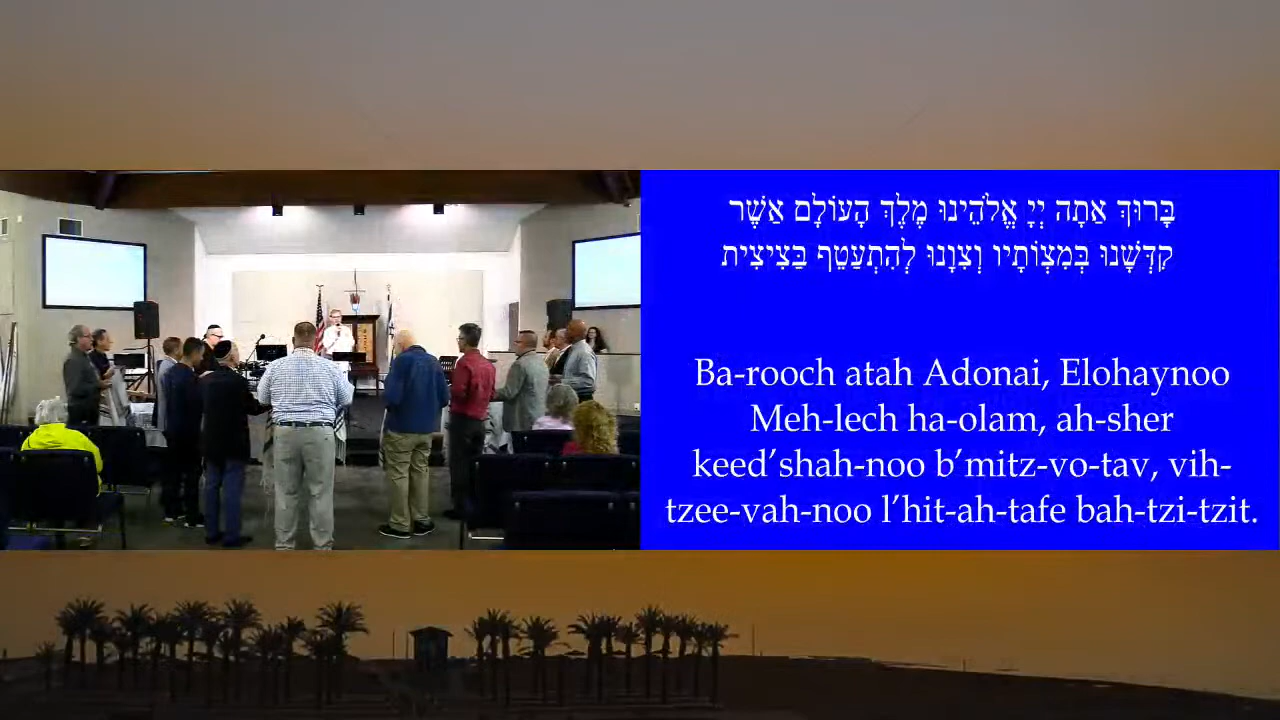 בָּרוּךְ אַתָּה יְיָ אֱלֹהֵינוּ מֶלֶךְ הָעוֹלָם אֲשֶׁר
קִדְּשָׁנוּ בְּמִצְוֹתָיו וְצִוָנוּ לְהִתְעַטֵף בַּצִיצִית
Ba-rooch atah Adonai, Elohaynoo
Meh-lech ha-olam, ah-sher
keed’shah-noo b’mitz-vo-tav, vih-
tzee-vah-noo l’hit-ah-tafe bah-tzi-tzit.